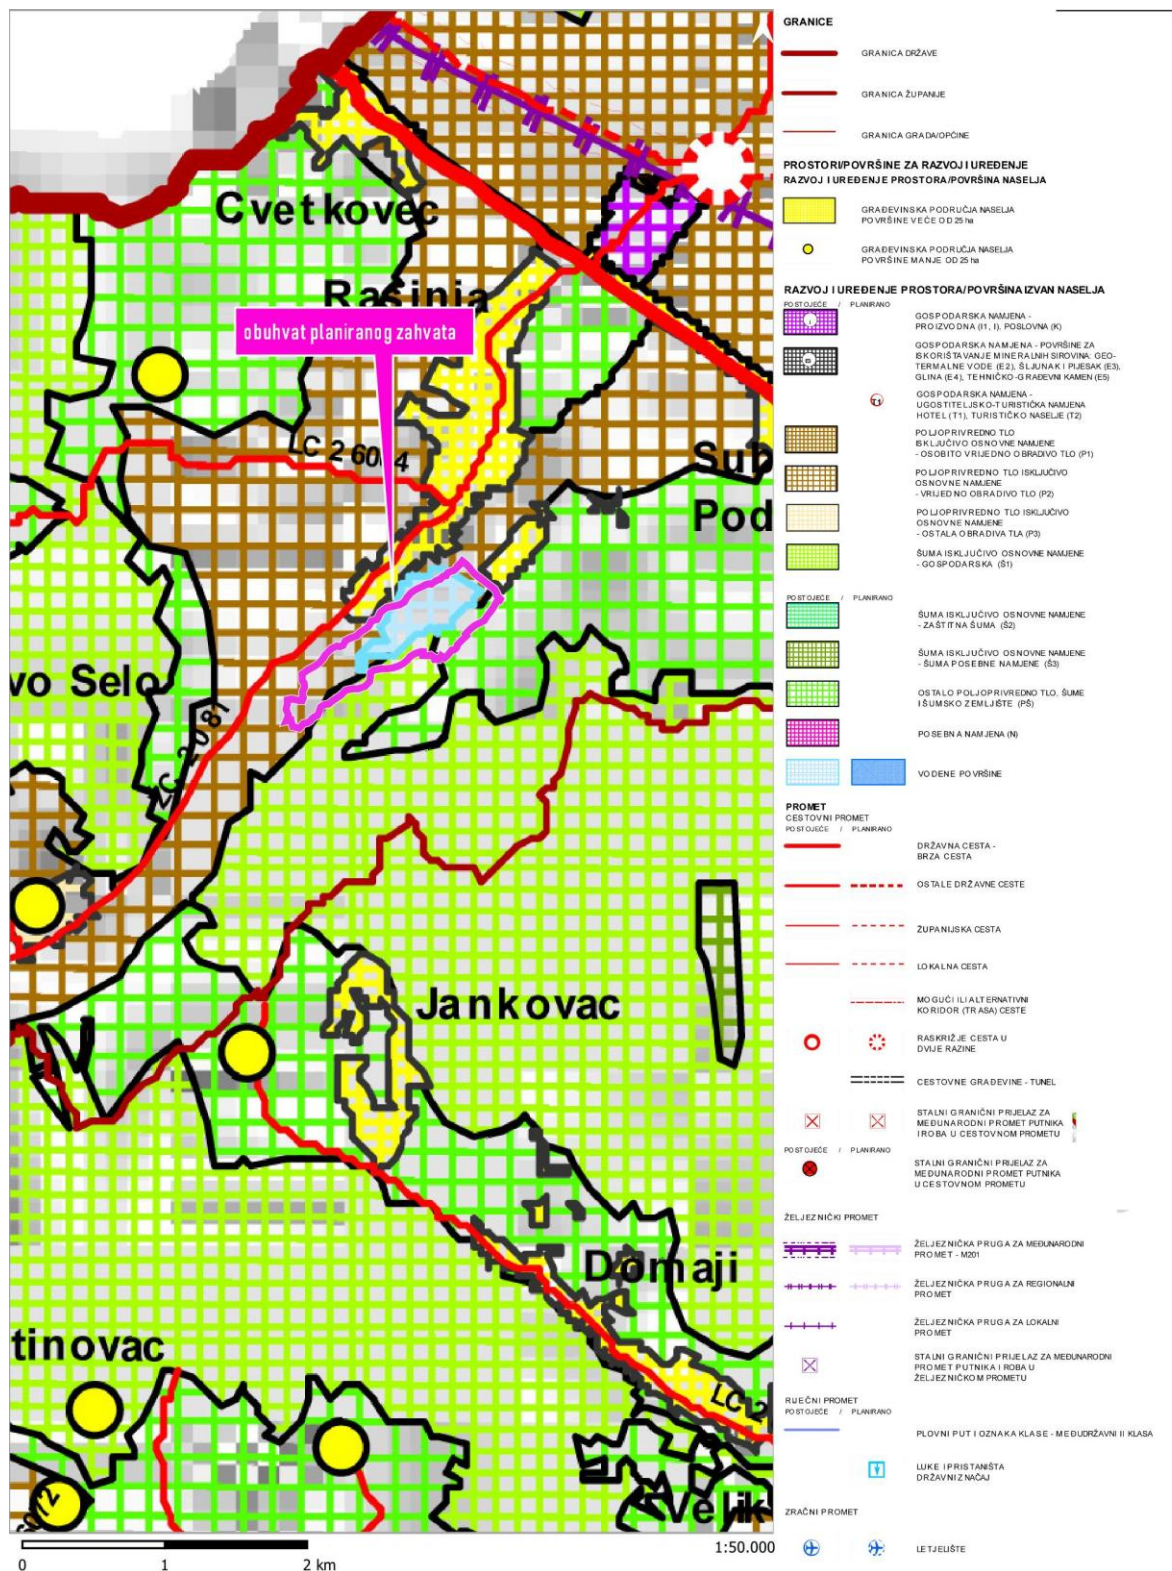 Cvetkovec
Rasinja
obuhvat planiranog zahvata
LC 2 60 4
Sub
Pod
vo Selo
ŽC 2 0 81
Jankovac
Domaji
tinovac
LC 2
Velik
60/2
0 1 2 km
1:50.000
GRANICE
GRANICA DRŽAVE
GRANICA ŽUPANIJE
GRANICA GRADA/OPĆINE
PROSTORI/POVRŠINE ZA RAZVOJ I UREĐENJE
RAZVOJ I UREĐENJE PROSTORA/POVRŠINA NASELJA
GRAĐEVINSKA PODRUČJA NASELJA
POVRŠINE VEĆE OD 25 ha
GRAĐEVINSKA PODRUČJA NASELJA
POVRŠINE MANJE OD 25 ha
RAZVOJ I UREĐENJE PROSTORA/POVRŠINA IZVAN NASELJA
POSTOJEĆE / PLANIRANO
GOSPODARSKA NAMJENA -
PROIZVODNA (I1, I), POSLOVNA (K)
GOSPODARSKA NAMJENA - POVRŠINE ZA
ISKORIŠTAVANJE MINERALNIH SIROVINA: GEO-
TERMALNE VODE (E2), ŠLJUNAK I PIJESAK (E3),
GLINA (E4), TEHNIČKO-GRAĐEVNI KAMEN (E5)
T1
GOSPODARSKA NAMJENA -
UGOSTITELJSKO-TURISTIČKA NAMJENA
HOTEL (T1), TURISTIČKO NASELJE (T2)
POLJOPRIVREDNO TLO
ISKLJUČIVO OSNOVNE NAMJENE
- OSOBITO VRIJEDNO OBRADIVO TLO (P1)
POLJOPRIVREDNO TLO ISKLJUČIVO
OSNOVNE NAMJENE
- VRIJEDNO OBRADIVO TLO (P2)
POLJOPRIVREDNO TLO ISKLJUČIVO
OSNOVNE NAMJENE
- OSTALA OBRADIVA TLA (P3)
ŠUMA ISKLJUČIVO OSNOVNE NAMJENE
- GOSPODARSKA (Š1)
POSTOJEĆE / PLANIRANO
ŠUMA ISKLJUČIVO OSNOVNE NAMJENE
- ZAŠTITNA ŠUMA (Š2)
ŠUMA ISKLJUČIVO OSNOVNE NAMJENE
- ŠUMA POSEBNE NAMJENE (Š3)
OSTALO POLJOPRIVREDNO TLO, ŠUME
I ŠUMSKO ZEMLJIŠTE (PŠ)
POSEBNA NAMJENA (N)
VODENE POVRŠINE
PROMET
CESTOVNI PROMET
POSTOJEĆE / PLANIRANO
DRŽAVNA CESTA -
BRZA CESTA
OSTALE DRŽAVNE CESTE
ŽUPANIJSKA CESTA
LOKALNA CESTA
MOGUĆI ILI ALTERNATIVNI
KORIDOR (TRASA) CESTE
RASKRIŽJE CESTA U
DVIJE RAZINE
CESTOVNE GRAĐEVINE - TUNEL
STALNI GRANIČNI PRIJELAZ ZA
MEĐUNARODNI PROMET PUTNIKA
I ROBA U CESTOVNOM PROMETU
POSTOJEĆE / PLANIRANO
STALNI GRANIČNI PRIJELAZ ZA
MEĐUNARODNI PROMET PUTNIKA
U CESTOVNOM PROMETU
ŽELJEZNIČKI PROMET
ŽELJEZNIČKA PRUGA ZA MEĐUNARODNI
PROMET - M201
ŽELJEZNIČKA PRUGA ZA REGIONALNI
PROMET
ŽELJEZNIČKA PRUGA ZA LOKALNI
PROMET
STALNI GRANIČNI PRIJELAZ ZA MEĐUNARODNI
PROMET PUTNIKA I ROBA U
ŽELJEZNIČKOM PROMETU
RIJEČNI PROMET
POSTOJEĆE / PLANIRANO
PLOVNI PUT I OZNAKA KLASE - MEĐUDRŽAVNI II KLASA
LUKE I PRISTANIŠTA
DRŽAVNI ZNAČAJ
ZRAČNI PROMET
LETJELIŠTE